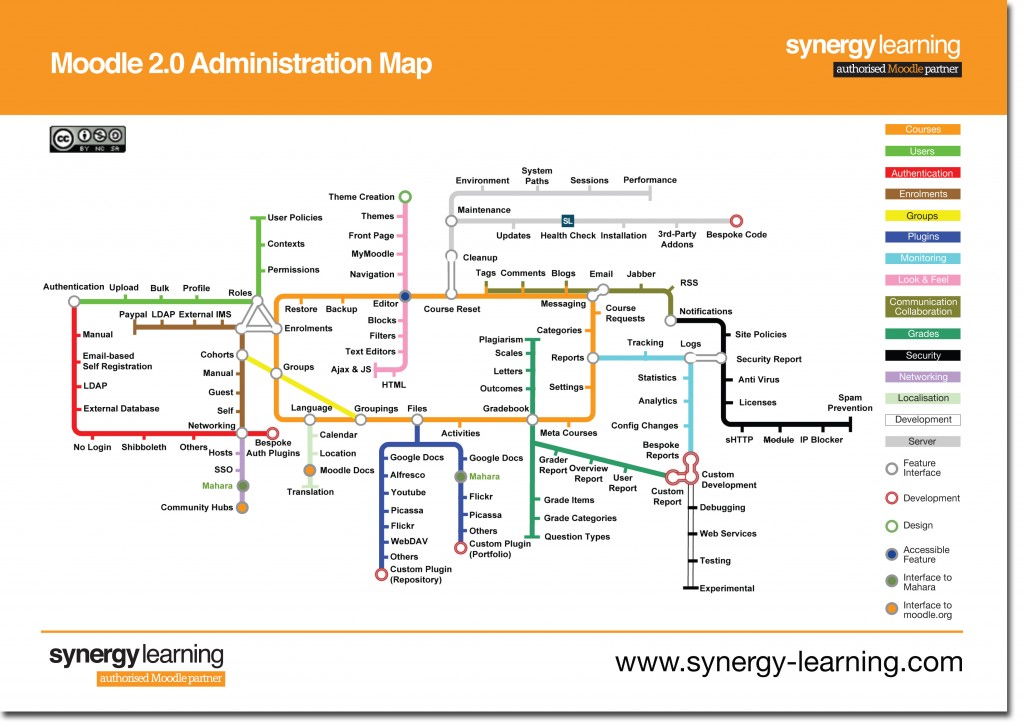 Moodle 2.0 Administration Map
synergy learning
authorised Moodle partner
cc
BY NC SA
Courses
Users
Authentication
Enrolments
Groups
Plugins
Monitoring
Look & Feel
Communication
Collaboration
Grades
Security
Networking
Localisation
Development
Server
Feature
Interface
Development
Design
Accessible
Feature
Interface to
Mahara
Interface to
moodle.org
Environment
System
Paths
Sessions
Performance
Maintenance
SL
Updates
Health Check
Installation
3rd-Party
Addons
Bespoke Code
Cleanup
Course Reset
Theme Creation
Themes
Front Page
MyMoodle
Navigation
Editor
Blocks
Filters
Text Editors
Ajax & JS
HTML
User Policies
Contexts
Permissions
Roles
Authentication
Upload
Bulk
Profile
Paypal
LDAP
External
IMS
Enrolments
Restore
Backup
Tags
Comments
Blogs
Email
Jabber
RSS
Messaging
Course
Requests
Notifications
Categories
Reports
Settings
Tracking
Logs
Security Report
Site Policies
Anti Virus
Licenses
Spam
Prevention
sHTTP
Module
IP Blocker
Statistics
Analytics
Config Changes
Bespoke
Reports
Custom
Development
Custom
Report
Debugging
Web Services
Testing
Experimental
Manual
Email-based
Self Registration
LDAP
External Database
No Login
Shibboleth
Others
Bespoke
Auth Plugins
Cohorts
Manual
Guest
Self
Networking
Hosts
SSO
Mahara
Community Hubs
Groups
Groupings
Language
Calendar
Location
Moodle Docs
Translation
Files
Activities
Google Docs
Alfresco
Youtube
Picassa
Flickr
WebDAV
Others
Custom Plugin
(Repository)
Google Docs
Mahara
Flickr
Picassa
Others
Custom Plugin
(Portfolio)
Plagiarism
Scales
Letters
Outcomes
Gradebook
Meta Courses
Grader
Report
Overview
Report
User
Report
Grade Items
Grade Categories
Question Types
synergy learning
authorised Moodle partner
www.synergy-learning.com